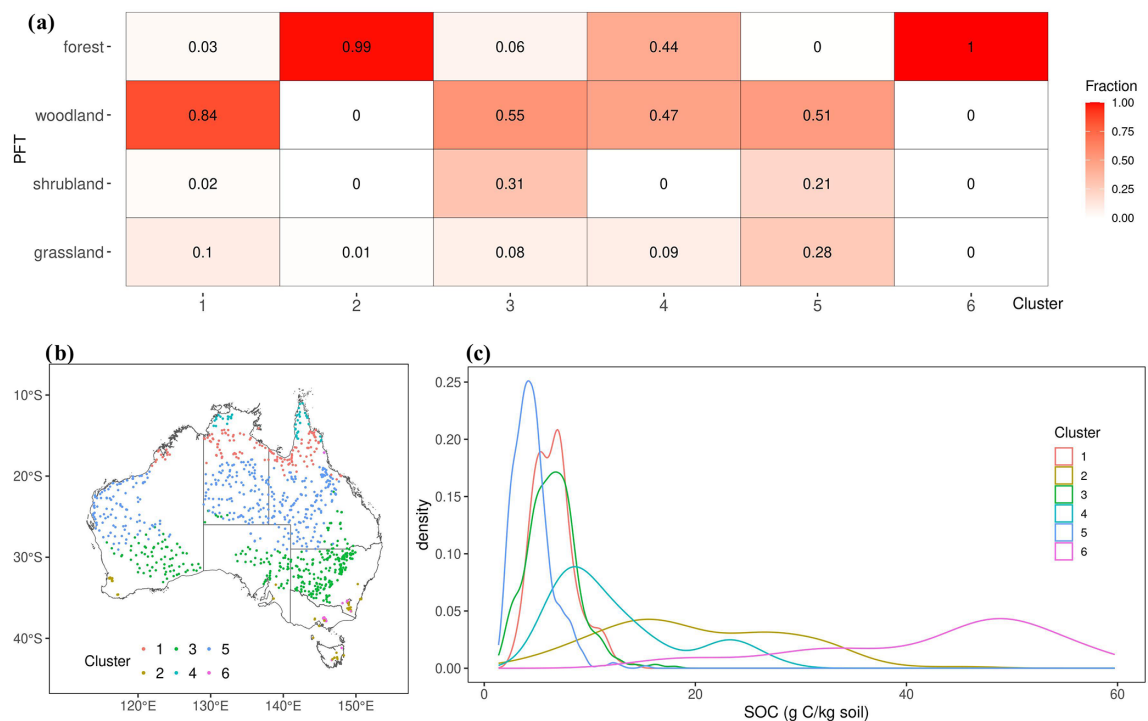 (a)
forest
0.03 0.99 0.06 0.44 0 1
Fraction
1.00
0.75
0.50
0.25
0.00
woodland
0.84 0 0.55 0.47 0.51 0
PFT
shrubland
0.02 0 0.31 0 0.21 0
grassland
0.1 0.01 0.08 0.09 0.28 0
1 2 3 4 5 6 Cluster
(b)
10°S
20°S
30°S
40°S
Cluster
1 3 5
2 4 6
120°E 130°E 140°E 150°E
(c)
0.25
0.20
0.15
0.10
0.05
0.00
density
Cluster
1
2
3
4
5
6
0 20 40 60
SOC (g C/kg soil)